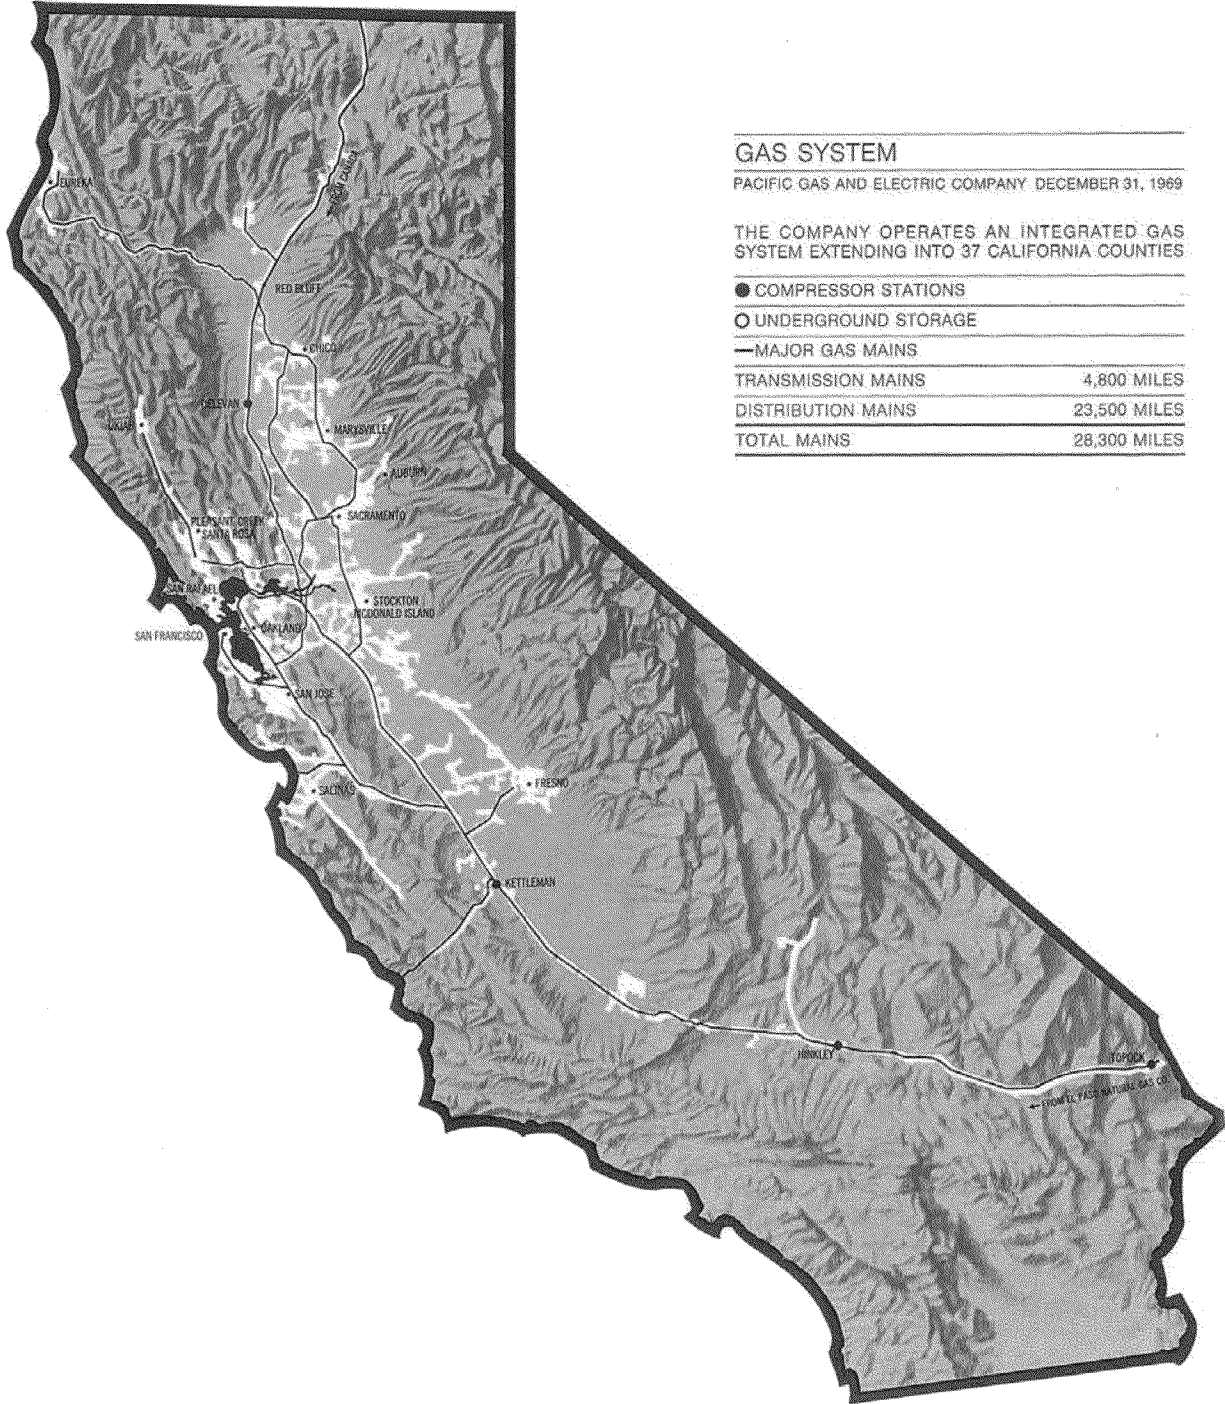 GAS SYSTEM
PACIFIC GAS AND ELECTRIC COMPANY DECEMBER 31, 1969
THE COMPANY OPERATES AN INTEGRATED GAS
SYSTEM EXTENDING INTO 37 CALIFORNIA COUNTIES
COMPRESSOR STATIONS
UNDERGROUND STORAGE
MAJOR GAS MAINS
TRANSMISSION MAINS 4,800 MILES
DISTRIBUTION MAINS 23,500 MILES
TOTAL MAINS 28,300 MILES
EUREKA
FROM CANADA
RED BLUFF
CHICO
DELEVAN
UKIAH
MARYSVILLE
AUBURN
SACRAMENTO
PLEASANT CREEK
SANTA ROSA
SAN RAFAEL
STOCKTON
MCDONALD ISLAND
OAKLAND
SAN FRANCISCO
SAN JOSE
SALINAS
FRESNO
KETTLEMAN
HINKLEY
TOPOCK
FROM EL PASO NATURAL GAS CO.